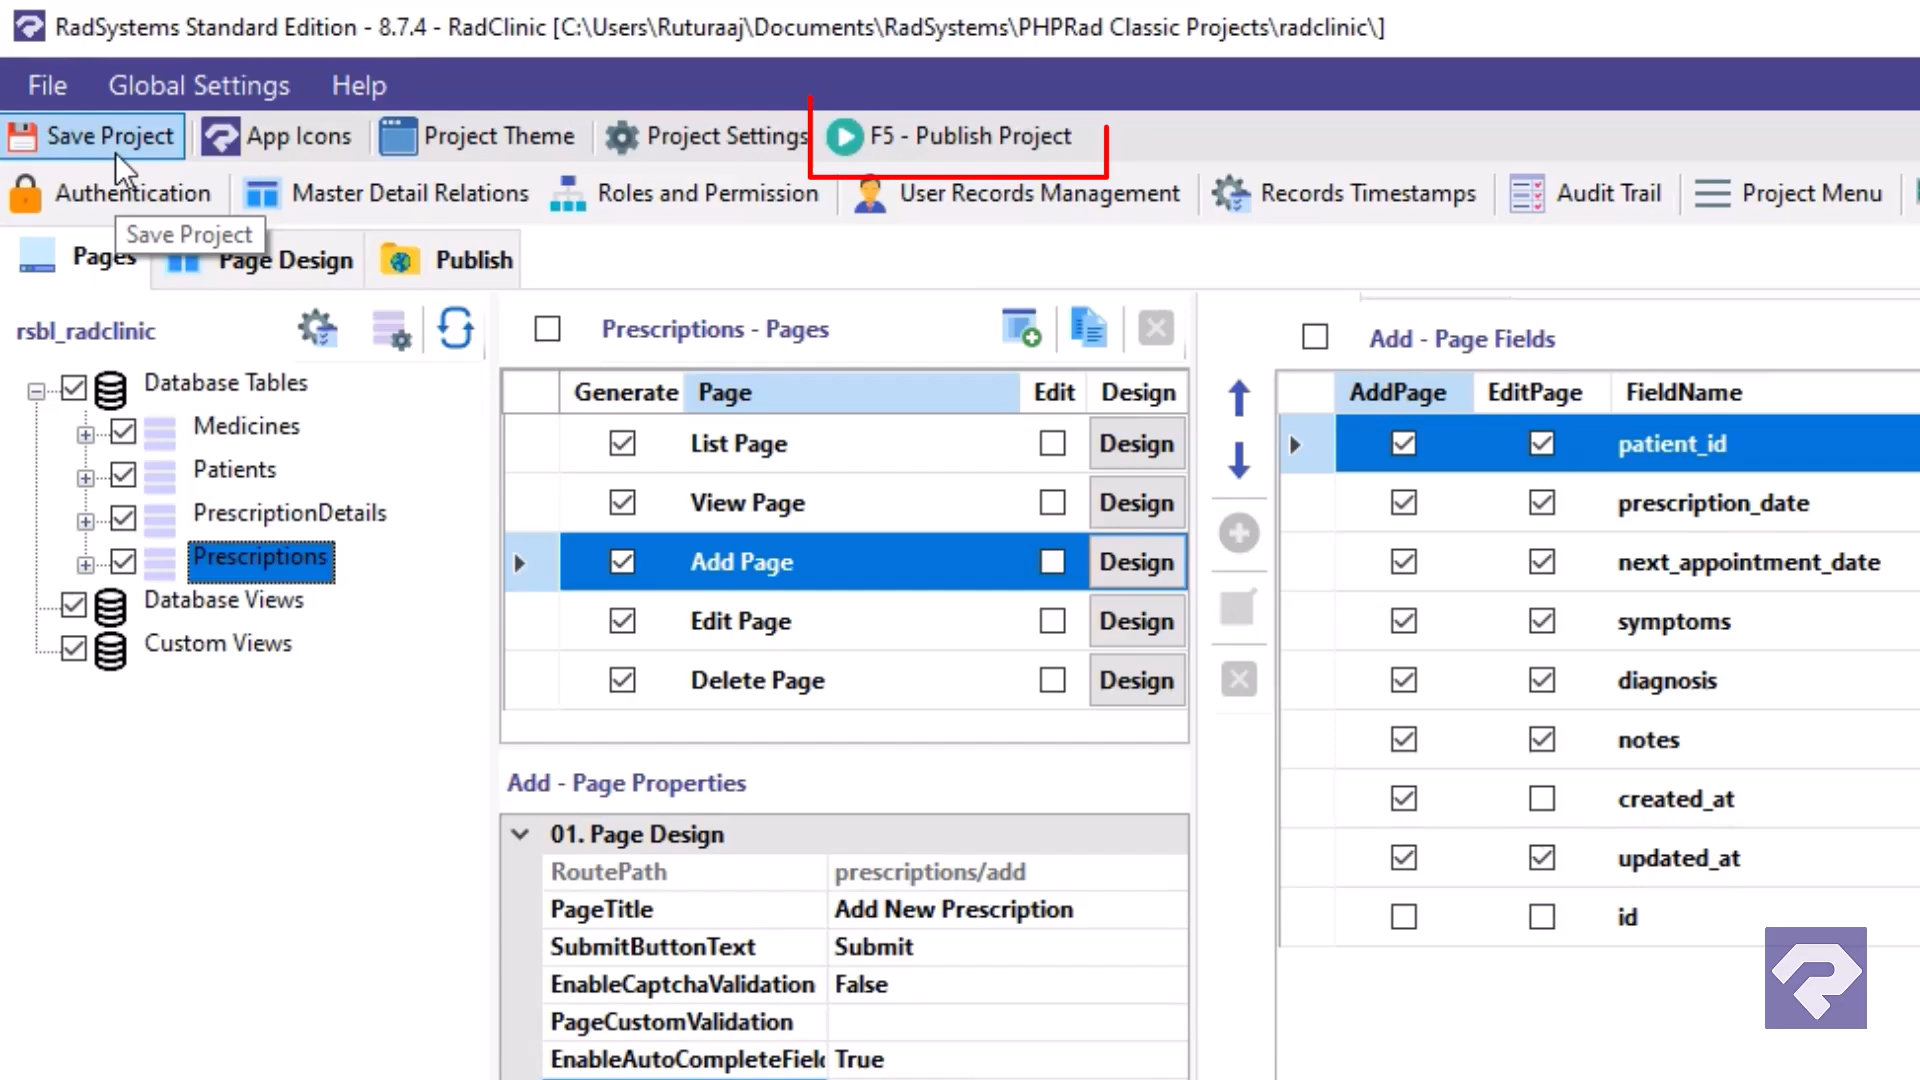 RadSystems Standard Edition - 8.7.4 - RadClinic [C:\Users\Ruturaaj\Documents\RadSystems\PHPRad Classic Projects\radclinic\]
File Global Settings Help
Save Project App Icons Project Theme Project Settings F5 - Publish Project
Authentication Master Detail Relations Roles and Permission User Records Management Records Timestamps Audit Trail Project Menu
Save Project
Pages Page Design Publish
rsbl_radclinic
Database Tables
Medicines
Patients
PrescriptionDetails
Prescriptions
Database Views
Custom Views
Prescriptions - Pages
Generate Page Edit Design
List Page Design
View Page Design
Add Page Design
Edit Page Design
Delete Page Design
Add - Page Properties
01. Page Design
RoutePath prescriptions/add
PageTitle Add New Prescription
SubmitButtonText Submit
EnableCaptchaValidation False
PageCustomValidation
EnableAutoCompleteField True
Add - Page Fields
AddPage EditPage FieldName
patient_id
prescription_date
next_appointment_date
symptoms
diagnosis
notes
created_at
updated_at
id